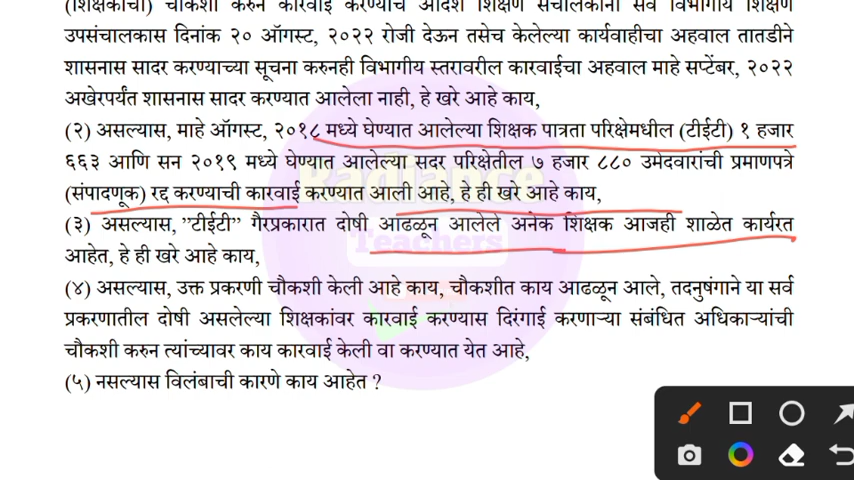 (शिक्षकांची) चौकशी करुन कारवाई करण्याचे आदेश शिक्षण संचालकांनी सर्व विभागीय शिक्षण
उपसंचालकास दिनांक २० ऑगस्ट, २०२२ रोजी देऊन तसेच केलेल्या कार्यवाहीचा अहवाल तातडीने
शासनास सादर करण्याच्या सूचना करुनही विभागीय स्तरावरील कारवाईचा अहवाल माहे सप्टेंबर, २०२२
अखेरपर्यंत शासनास सादर करण्यात आलेला नाही, हे खरे आहे काय,
(२) असल्यास, माहे ऑगस्ट, २०१८ मध्ये घेण्यात आलेल्या शिक्षक पात्रता परिक्षेमधील (टीईटी) १ हजार
६६३ आणि सन २०१९ मध्ये घेण्यात आलेल्या सदर परिक्षेतील ७ हजार ८८० उमेदवारांची प्रमाणपत्रे
(संपादणूक) रद्द करण्याची कारवाई करण्यात आली आहे, हे ही खरे आहे काय,
(३) असल्यास, ”टीईटी” गैरप्रकारात दोषी आढळून आलेले अनेक शिक्षक आजही शाळेत कार्यरत
आहेत, हे ही खरे आहे काय,
(४) असल्यास, उक्त प्रकरणी चौकशी केली आहे काय, चौकशीत काय आढळून आले, तदनुषंगाने या सर्व
प्रकरणातील दोषी असलेल्या शिक्षकांवर कारवाई करण्यास दिरंगाई करणाऱ्या संबंधित अधिकाऱ्यांची
चौकशी करुन त्यांच्यावर काय कारवाई केली वा करण्यात येत आहे,
(५) नसल्यास विलंबाची कारणे काय आहेत ?
Radiance
Teachers